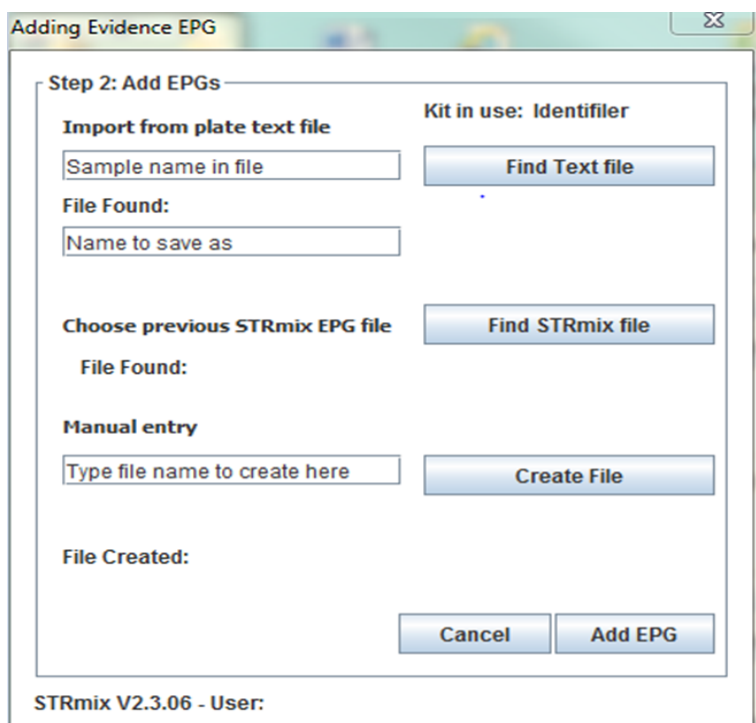 Adding Evidence EPG
Step 2: Add EPGs
Kit in use: Identifiler
Import from plate text file
Sample name in file
Find Text file
File Found:
Name to save as
Choose previous STRmix EPG file
Find STRmix file
File Found:
Manual entry
Type file name to create here
Create File
File Created:
Cancel
Add EPG
STRmix V2.3.06 - User: